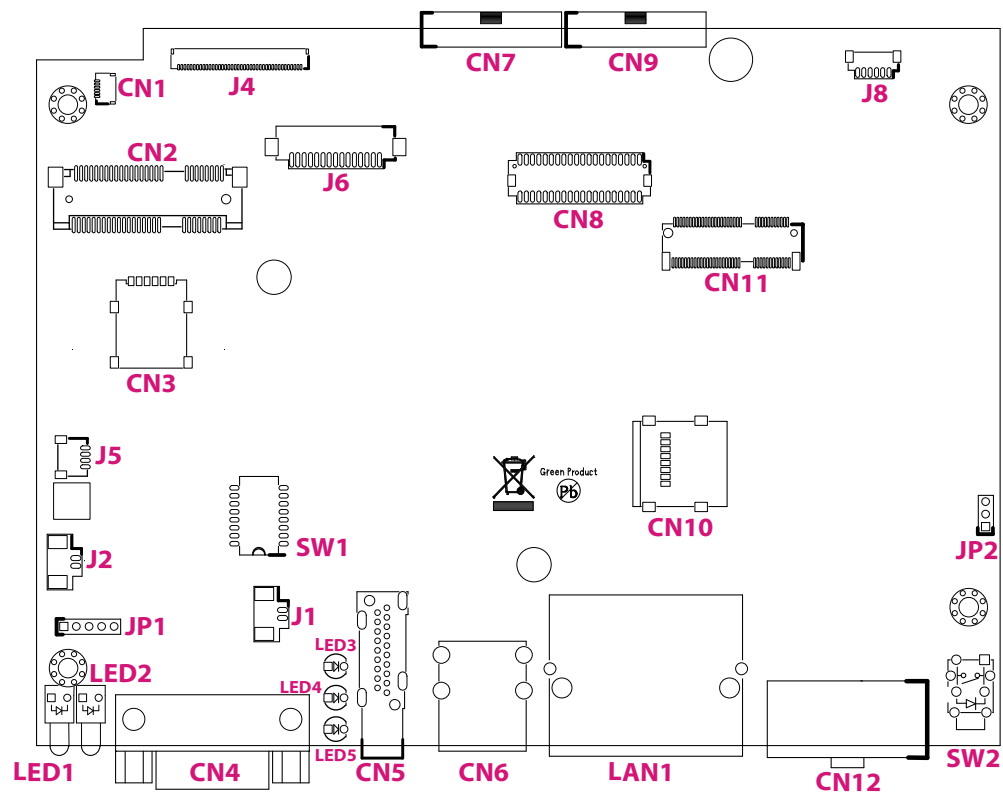 CN7
CN9
CN1
J4
J8
CN2
J6
CN8
CN11
CN3
J5
Green Product
Pb
CN10
SW1
JP2
J2
J1
JP1
LED3
LED2
LED4
LED5
LED1
CN4
CN5
CN6
LAN1
CN12
SW2